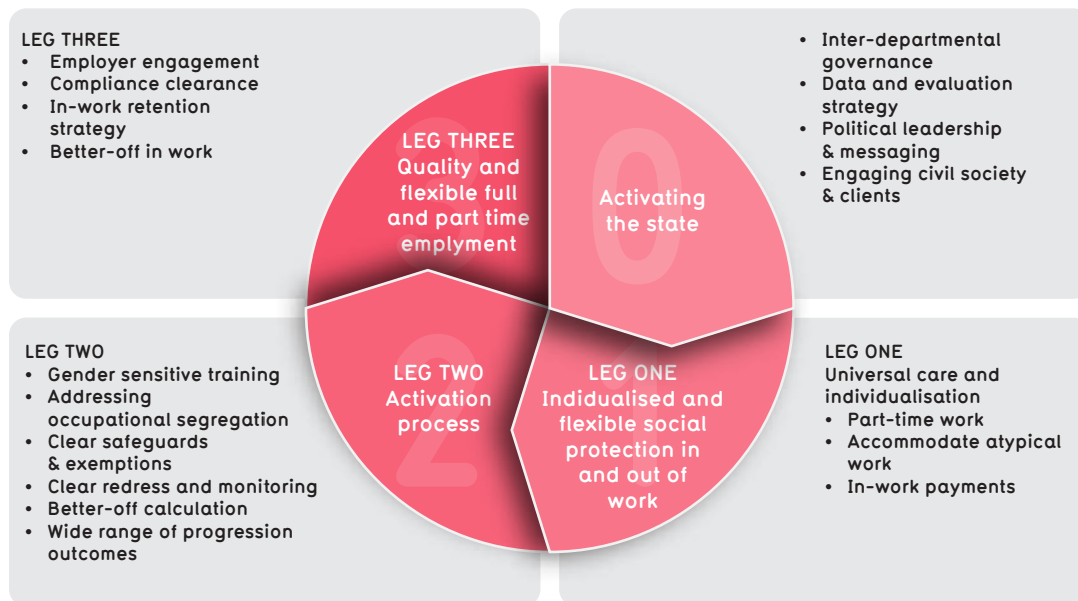 LEG THREE
• Employer engagement
• Compliance clearance
• In-work retention
strategy
• Better-off in work
• Inter-departmental
governance
• Data and evaluation
strategy
• Political leadership
& messaging
• Engaging civil society
& clients
3
LEG THREE
Quality and
flexible full
and part time
emplyment
0
Activating
the state
2
LEG TWO
Activation
process
1
LEG ONE
Indidualised and
flexible social
protection in
and out of
work
LEG TWO
• Gender sensitive training
• Addressing
occupational segregation
• Clear safeguards
& exemptions
• Clear redress and monitoring
• Better-off calculation
• Wide range of progression
outcomes
LEG ONE
Universal care and
individualisation
• Part-time work
• Accommodate atypical
work
• In-work payments